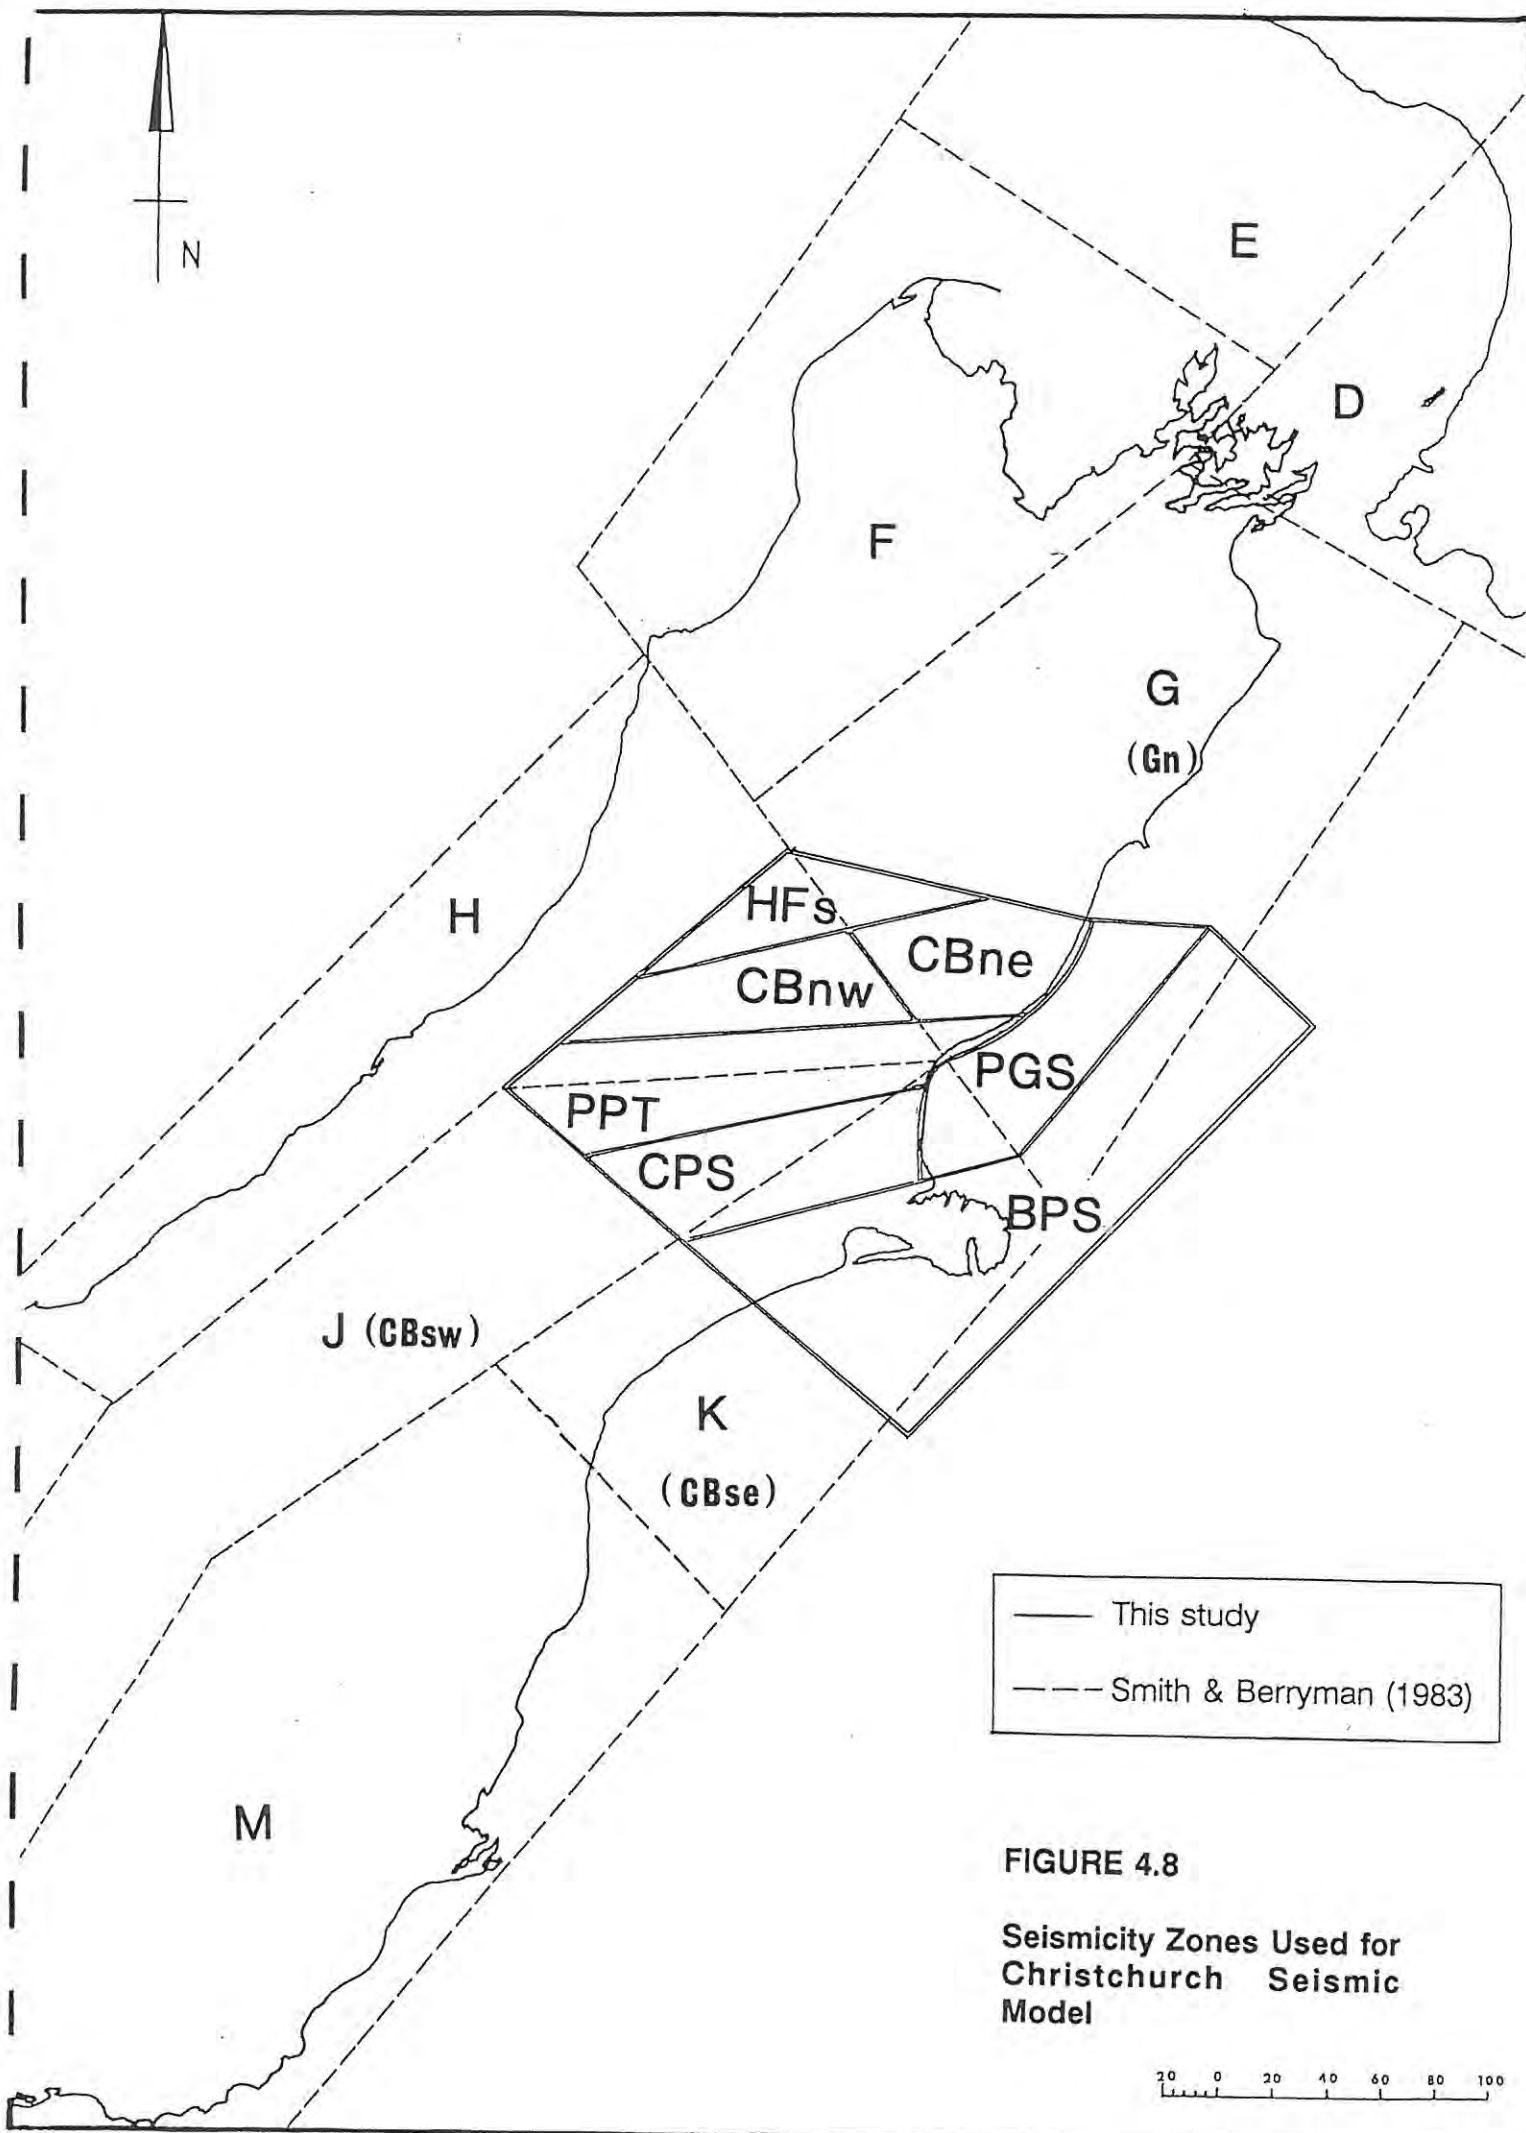 N
E
D
F
G
(Gn)
H
HFs
CBne
CBnw
PGS
PPT
CPS
BPS
J (CBsw)
K
(CBse)
This study
Smith & Berryman (1983)
M
FIGURE 4.8
Seismicity Zones Used for
Christchurch Seismic
Model
20 0 20 40 60 80 100